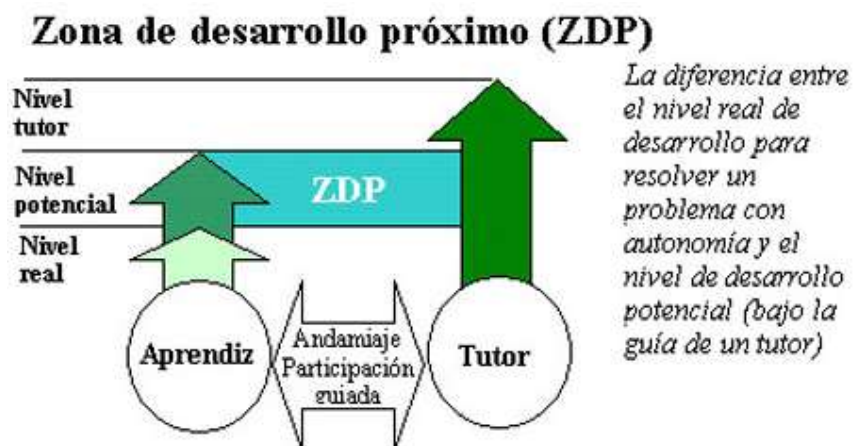 Zona de desarrollo próximo (ZDP)
Nivel
tutor
Nivel
potencial
Nivel
real
ZDP
Aprendiz
Andamiaje
Participación
guiada
Tutor
La diferencia entre
el nivel real de
desarrollo para
resolver un
problema con
autonomía y el
nivel de desarrollo
potencial (bajo la
guía de un tutor)